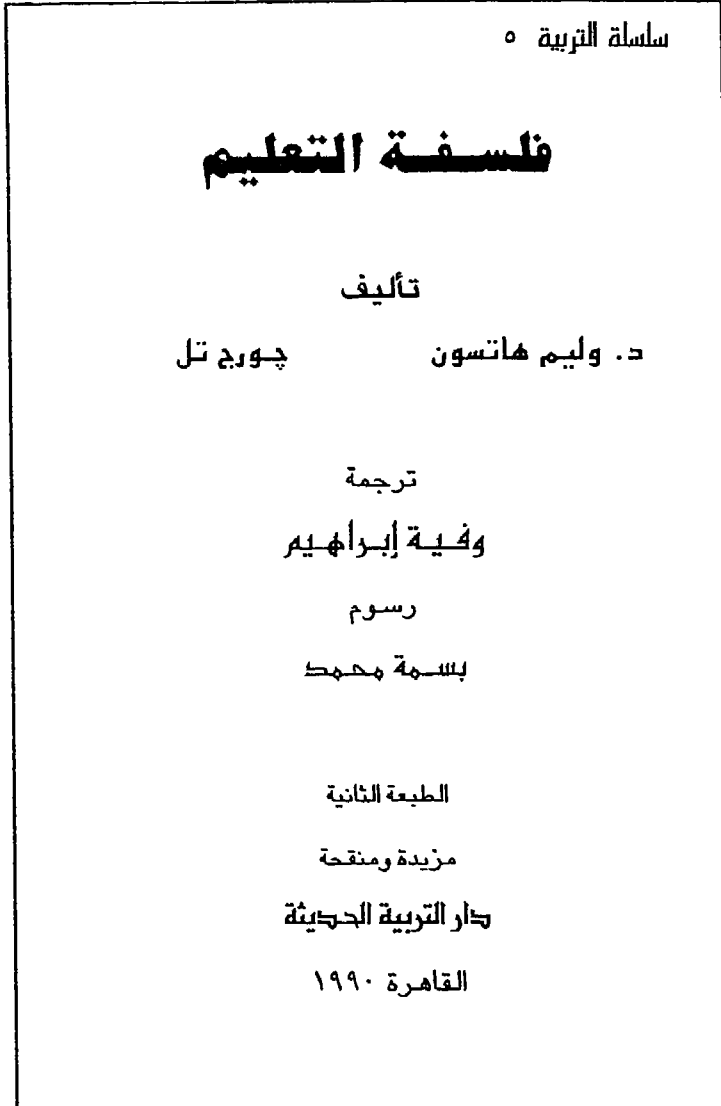 سلسلة التربية ٥
فلسفة التعليم
تأليف
د. وليم هاتسون چورج تل
ترجمة
وفية إبراهيم
رسوم
بسمة محمد
الطبعة الثانية
مزيدة ومنقحة
دار التربية الحديثة
القاهرة ١٩٩٠